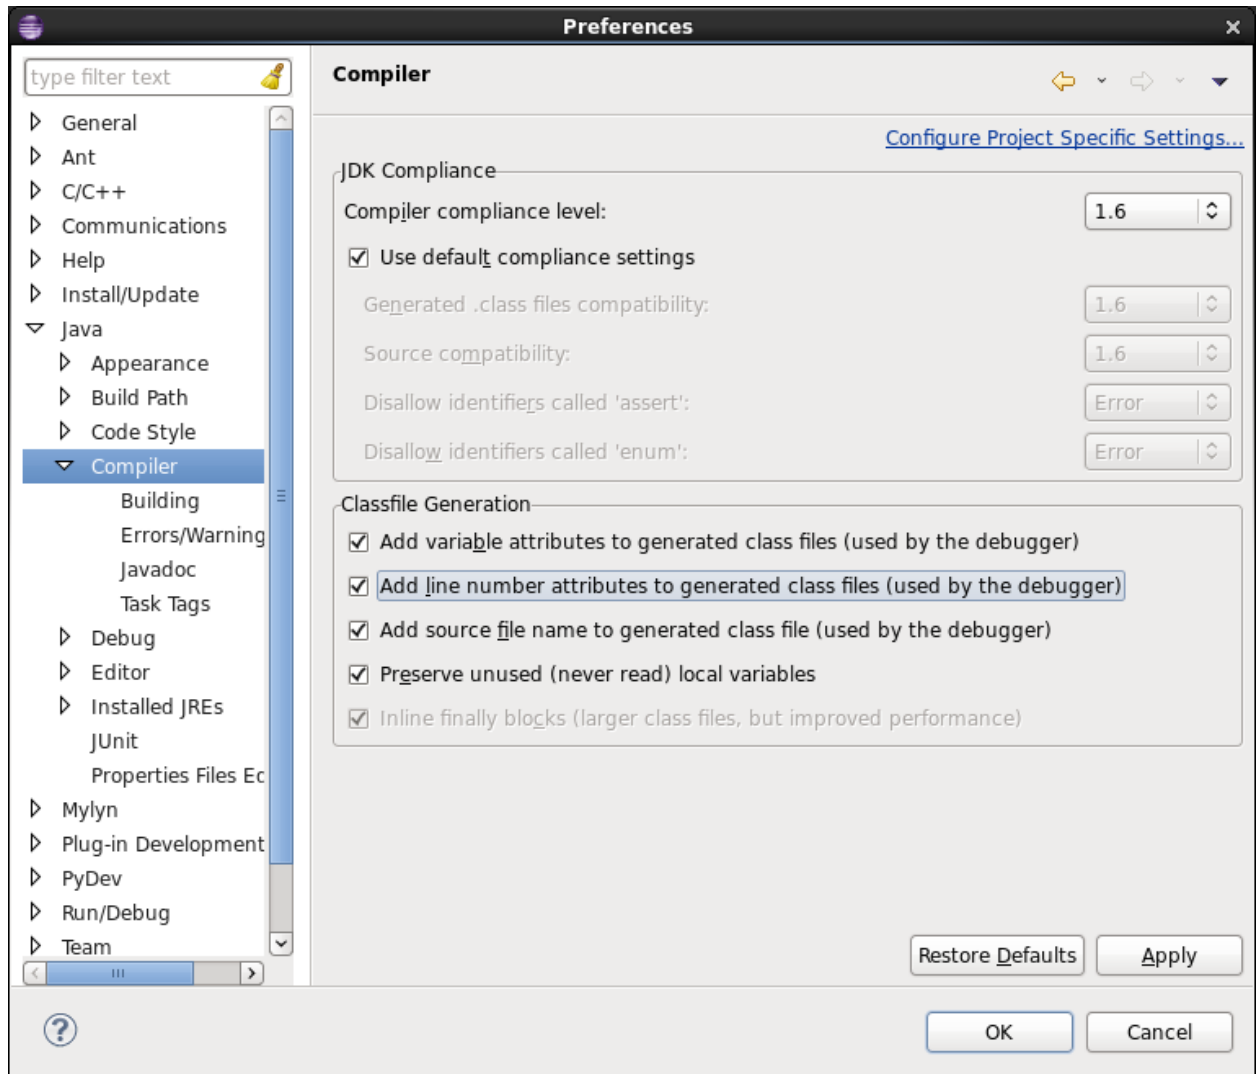 Preferences
type filter text
General
Ant
C/C++
Communications
Help
Install/Update
Java
Appearance
Build Path
Code Style
Compiler
Building
Errors/Warning
Javadoc
Task Tags
Debug
Editor
Installed JREs
JUnit
Properties Files Ec
Mylyn
Plug-in Development
PyDev
Run/Debug
Team
Compiler
Configure Project Specific Settings...
JDK Compliance
Compiler compliance level: 1.6
Use default compliance settings
Generated .class files compatibility: 1.6
Source compatibility: 1.6
Disallow identifiers called 'assert': Error
Disallow identifiers called 'enum': Error
Classfile Generation
Add variable attributes to generated class files (used by the debugger)
Add line number attributes to generated class files (used by the debugger)
Add source file name to generated class file (used by the debugger)
Preserve unused (never read) local variables
Inline finally blocks (larger class files, but improved performance)
Restore Defaults Apply
OK Cancel